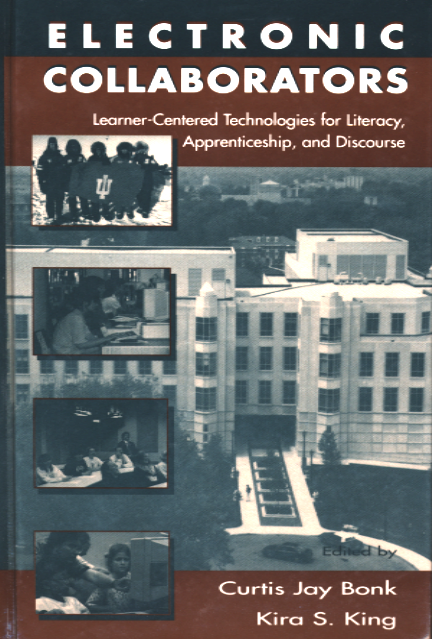 ELECTRONIC
COLLABORATORS
Learner-Centered Technologies for Literacy,
Apprenticeship, and Discourse
Edited by
Curtis Jay Bonk
Kira S. King